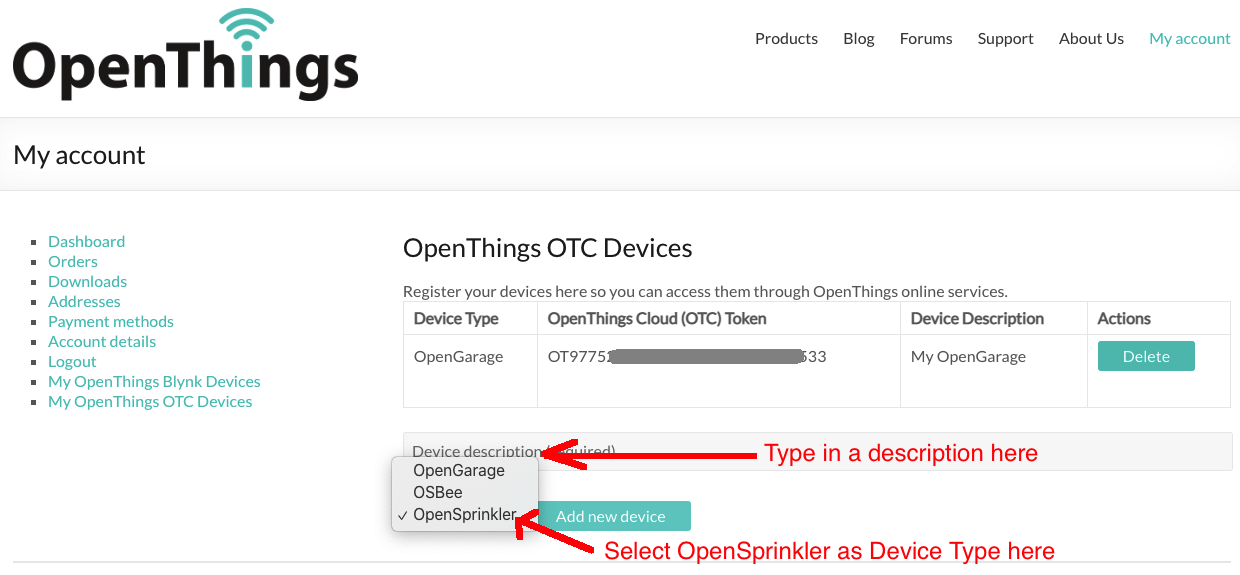 OpenThings
Products Blog Forums Support About Us My account
My account
Dashboard
Orders
Downloads
Addresses
Payment methods
Account details
Logout
My OpenThings Blynk Devices
My OpenThings OTC Devices
OpenThings OTC Devices
Register your devices here so you can access them through OpenThings online services.
Device Type OpenThings Cloud (OTC) Token Device Description Actions
OpenGarage OT9775 533 My OpenGarage Delete
Device description (required)
Type in a description here
OpenGarage
OSBee
✓ OpenSprinkler
Add new device
Select OpenSprinkler as Device Type here